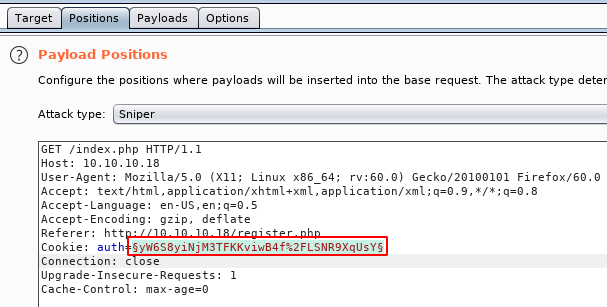 Target Positions Payloads Options
? Payload Positions
Configure the positions where payloads will be inserted into the base request. The attack type deter
Attack type: Sniper
GET /index.php HTTP/1.1
Host: 10.10.10.18
User-Agent: Mozilla/5.0 (X11; Linux x86_64; rv:60.0) Gecko/20100101 Firefox/60.0
Accept: text/html,application/xhtml+xml,application/xml;q=0.9,*/*;q=0.8
Accept-Language: en-US,en;q=0.5
Accept-Encoding: gzip, deflate
Referer: http://10.10.10.18/register.php
Cookie: auth=§yW6S8yiNjM3TFKKviwB4f%2FLSNR9XqUsY§
Connection: close
Upgrade-Insecure-Requests: 1
Cache-Control: max-age=0